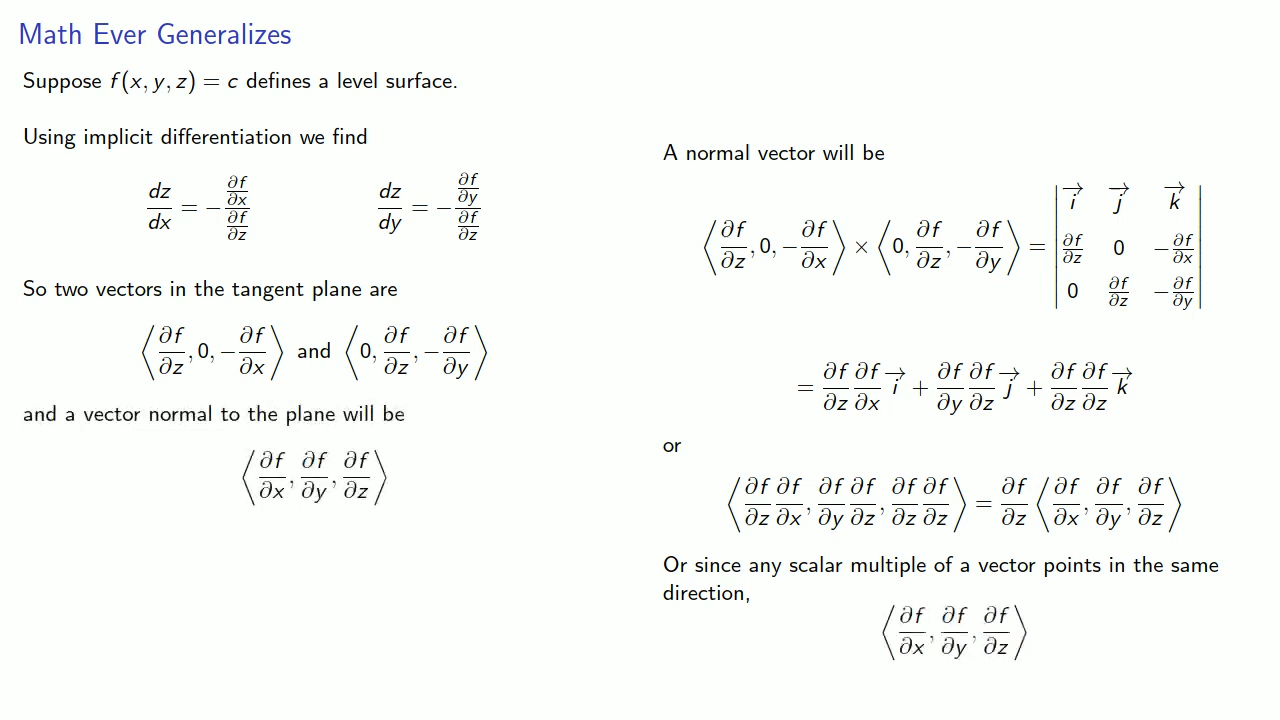 Math Ever Generalizes
Suppose f(x, y, z) = c defines a level surface.
Using implicit differentiation we find
dz/dx = −(∂f/∂x)/(∂f/∂z)    dz/dy = −(∂f/∂y)/(∂f/∂z)
So two vectors in the tangent plane are
⟨∂f/∂z, 0, −∂f/∂x⟩ and ⟨0, ∂f/∂z, −∂f/∂y⟩
and a vector normal to the plane will be
⟨∂f/∂x, ∂f/∂y, ∂f/∂z⟩
A normal vector will be
⟨∂f/∂z, 0, −∂f/∂x⟩ × ⟨0, ∂f/∂z, −∂f/∂y⟩ = | i⃗ j⃗ k⃗ ; ∂f/∂z 0 −∂f/∂x ; 0 ∂f/∂z −∂f/∂y |
= ∂f/∂z ∂f/∂x i⃗ + ∂f/∂y ∂f/∂z j⃗ + ∂f/∂z ∂f/∂z k⃗
or
⟨∂f/∂z ∂f/∂x, ∂f/∂y ∂f/∂z, ∂f/∂z ∂f/∂z⟩ = ∂f/∂z ⟨∂f/∂x, ∂f/∂y, ∂f/∂z⟩
Or since any scalar multiple of a vector points in the same
direction,
⟨∂f/∂x, ∂f/∂y, ∂f/∂z⟩